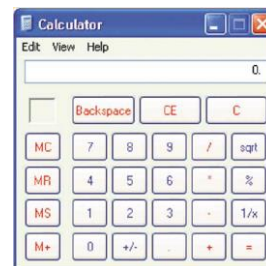 Calculator
Edit View Help
0.
Backspace CE C
MC 7 8 9 / sqrt
MR 4 5 6 * %
MS 1 2 3 - 1/x
M+ 0 +/- . + =